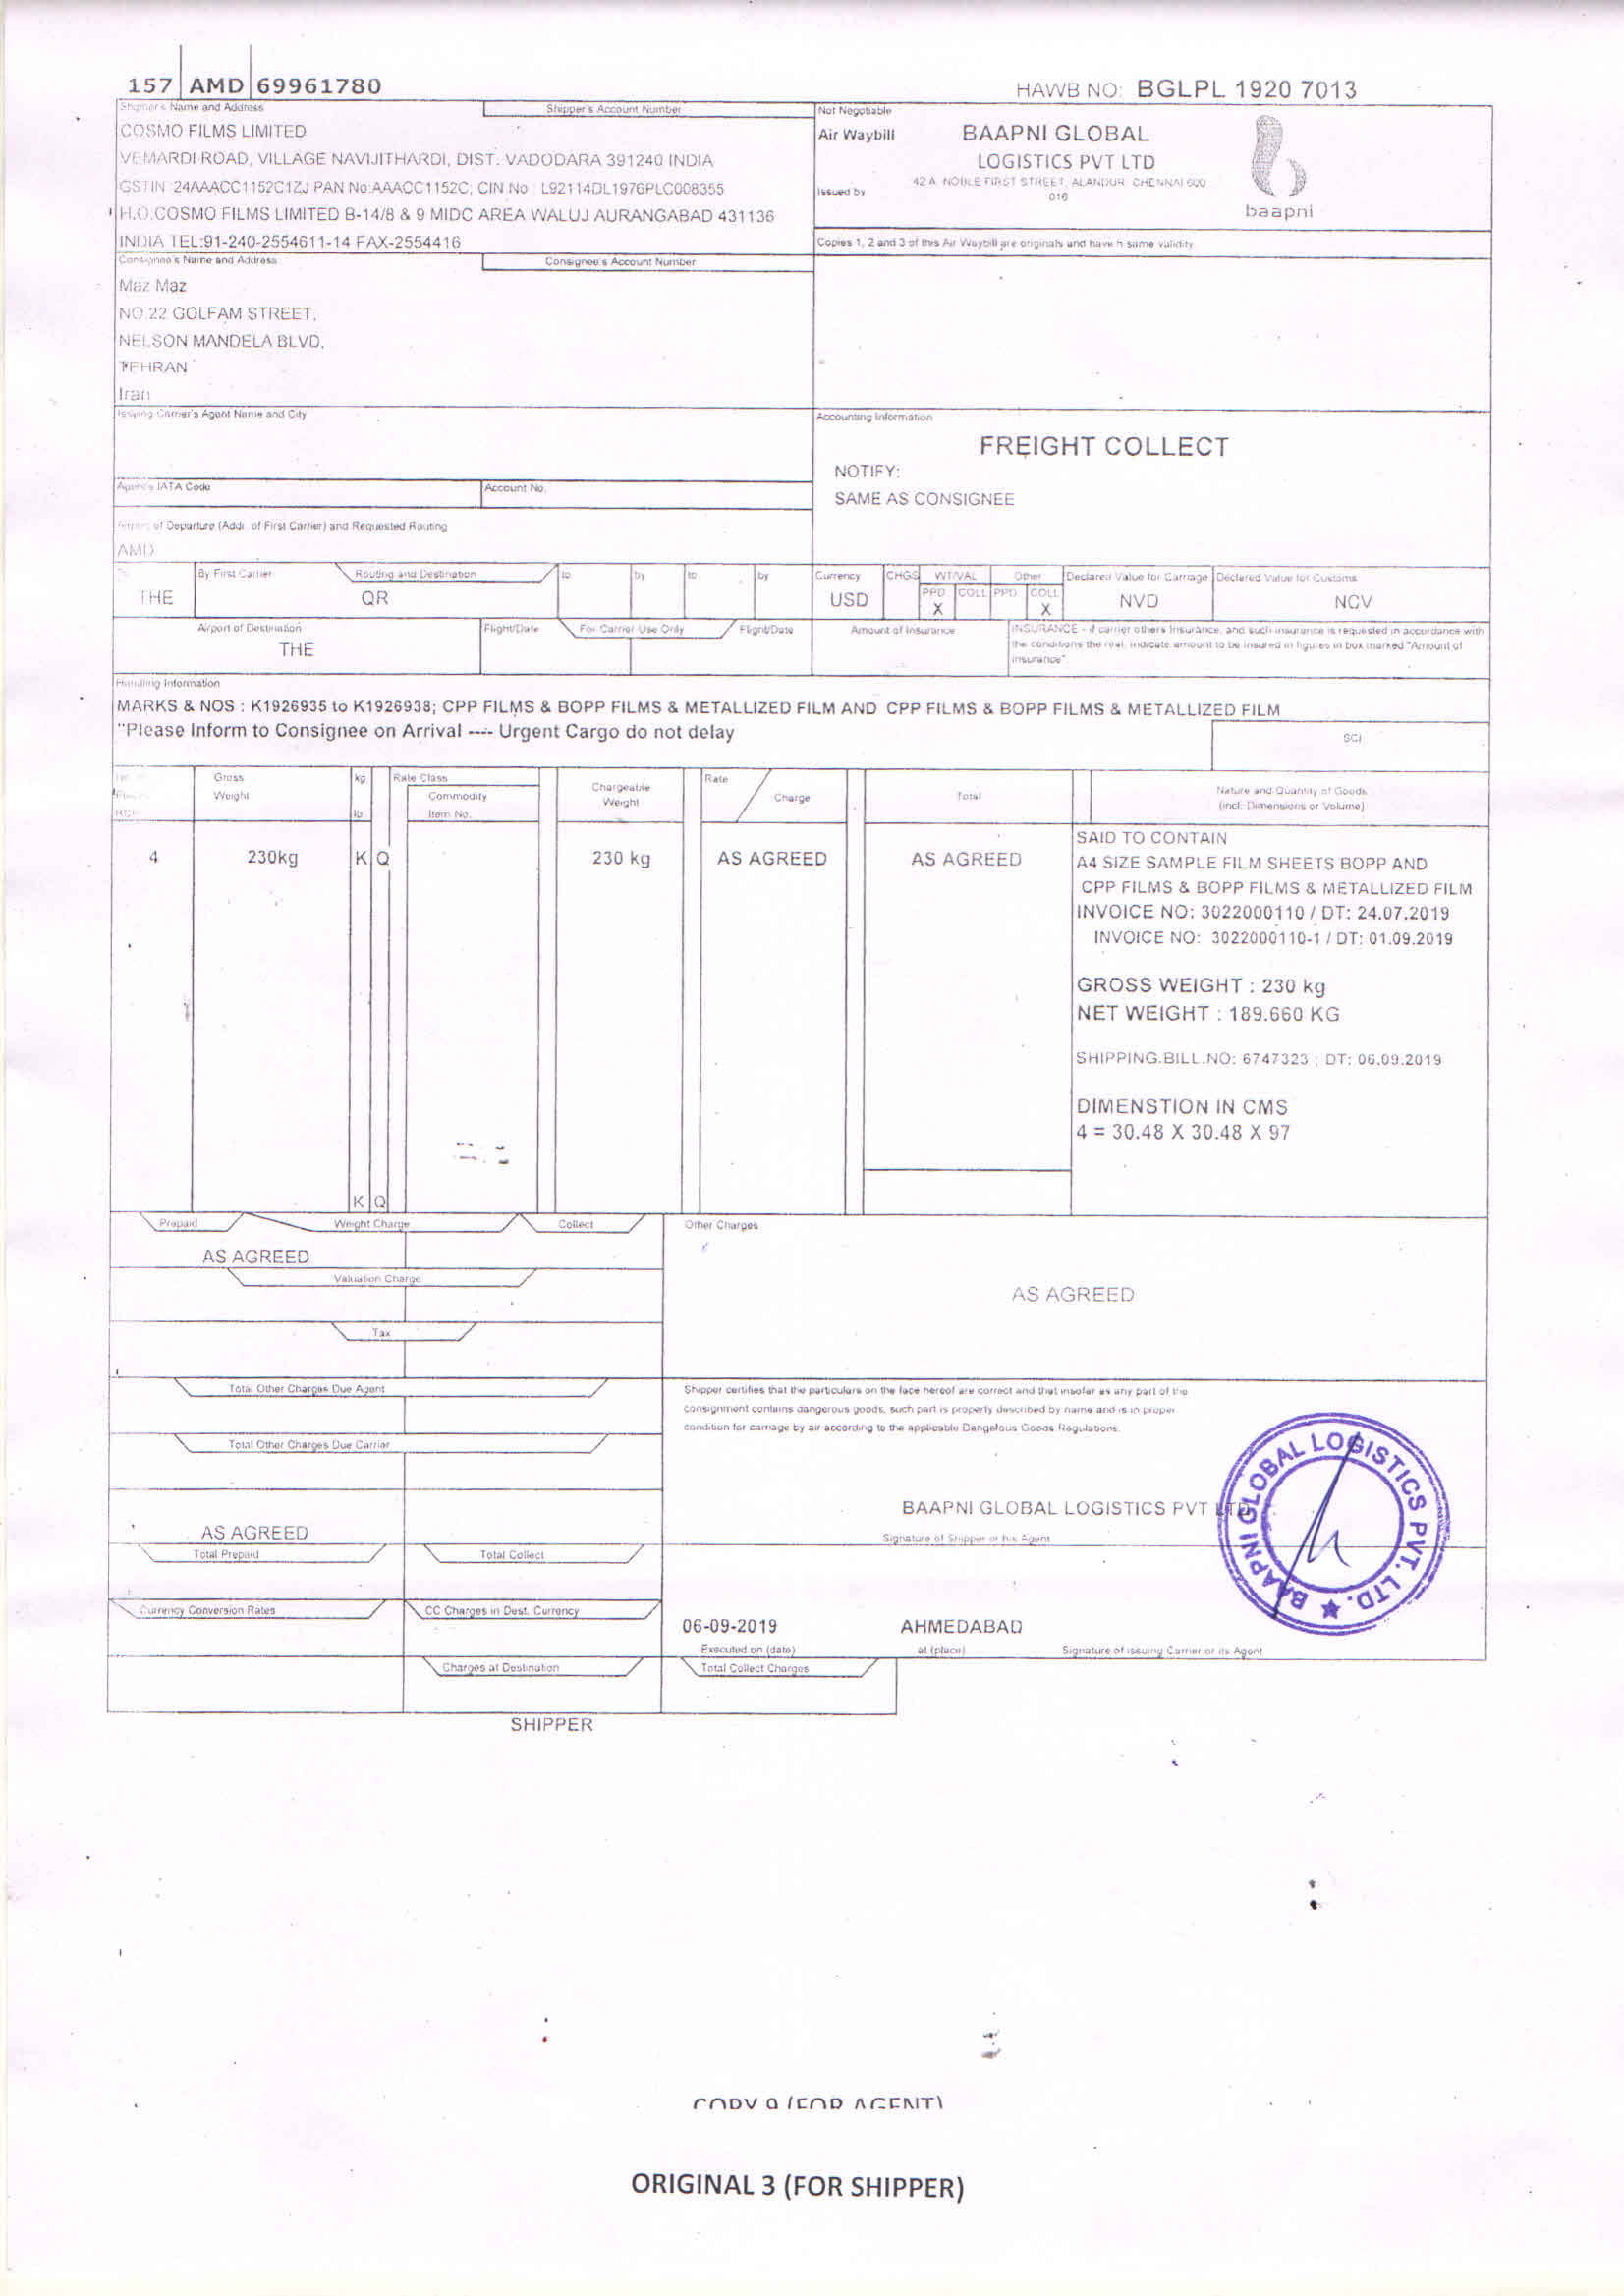 157 AMD 69961780
HAWB NO: BGLPL 1920 7013
Shipper's Name and Address
Shipper's Account Number
COSMO FILMS LIMITED
VEMARDI ROAD, VILLAGE NAVIJITHARDI, DIST. VADODARA 391240 INDIA
GSTIN 24AAACC1152C1ZJ PAN No:AAACC1152C; CIN No : L92114DL1976PLC008355
H.O.COSMO FILMS LIMITED B-14/8 & 9 MIDC AREA WALUJ AURANGABAD 431136
INDIA TEL:91-240-2554611-14 FAX-2554416
Not Negotiable
Air Waybill
Issued by
BAAPNI GLOBAL
LOGISTICS PVT LTD
42 A NOBLE FIRST STREET, ALANDUR CHENNAI 600
016
baapni
Copies 1, 2 and 3 of this Air Waybill are originals and have h same validity
Consignee's Name and Address
Consignee's Account Number
Maz Maz
NO.22 GOLFAM STREET,
NELSON MANDELA BLVD,
TEHRAN
Iran
Issuing Carrier's Agent Name and City
Accounting Information
FREIGHT COLLECT
NOTIFY:
SAME AS CONSIGNEE
Agent's IATA Code
Account No.
of Departure (Addr. of First Carrier) and Requested Routing
AMD
By First Carrier
Routing and Destination
to by to by
Currency
CHGS
WT/VAL
Other
Declared Value for Carriage
Declared Value for Customs
THE
QR
USD
PPD COLL PPD COLL
X X
NVD
NCV
Airport of Destination
Flight/Date
For Carrier Use Only
Flight/Date
Amount of Insurance
THE
INSURANCE - if carrier others Insurance, and such insurance is requested in accordance with
the conditions the real, indicate amount to be insured in figures in box marked "Amount of
insurance"
Handling Information
MARKS & NOS : K1926935 to K1926938; CPP FILMS & BOPP FILMS & METALLIZED FILM AND CPP FILMS & BOPP FILMS & METALLIZED FILM
"Please Inform to Consignee on Arrival ---- Urgent Cargo do not delay
SCI
Gross
Weight
kg
lb
Rate Class
Commodity
Item No.
Chargeable
Weight
Rate
Charge
Total
Nature and Quantity of Goods
(incl. Dimensions or Volume)
4 230kg K Q 230 kg AS AGREED AS AGREED
SAID TO CONTAIN
A4 SIZE SAMPLE FILM SHEETS BOPP AND
CPP FILMS & BOPP FILMS & METALLIZED FILM
INVOICE NO: 3022000110 / DT: 24.07.2019
INVOICE NO: 3022000110-1 / DT: 01.09.2019
GROSS WEIGHT : 230 kg
NET WEIGHT : 189.660 KG
SHIPPING.BILL.NO: 6747323 ; DT: 06.09.2019
DIMENSTION IN CMS
4 = 30.48 X 30.48 X 97
K Q
Prepaid
Weight Charge
Collect
Other Charges
AS AGREED
Valuation Charge
AS AGREED
Tax
Total Other Charges Due Agent
Shipper certifies that the particulars on the face hereof are correct and that insofar as any part of the
consignment contains dangerous goods, such part is properly described by name and is in proper
condition for carriage by air according to the applicable Dangelous Goods Regulations.
Total Other Charges Due Carrier
BAAPNI GLOBAL LOGISTICS PVT LTD
Signature of Shipper or his Agent
BAAPNI GLOBAL LOGISTICS PVT. LTD.
AS AGREED
Total Prepaid
Total Collect
Currency Conversion Rates
CC Charges in Dest. Currency
06-09-2019
AHMEDABAD
Executed on (date)
at (place)
Signature of issuing Carrier or its Agent
Charges at Destination
Total Collect Charges
SHIPPER
COPY 9 (FOR AGENT)
ORIGINAL 3 (FOR SHIPPER)